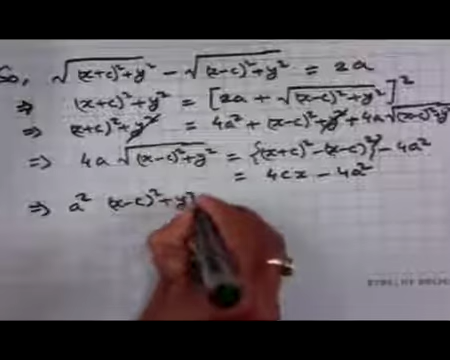 So, √((x+c)²+y²) - √((x-c)²+y²) = 2a
⇒ (x+c)²+y² = [2a + √((x-c)²+y²)]²
⇒ (x+c)²+y² = 4a² + (x-c)²+y² + 4a√((x-c)²+y²
⇒ 4a √((x-c)²+y²) = {(x+c)² - (x-c)²} - 4a²
= 4cx - 4a²
⇒ a² (x-c)²+y²